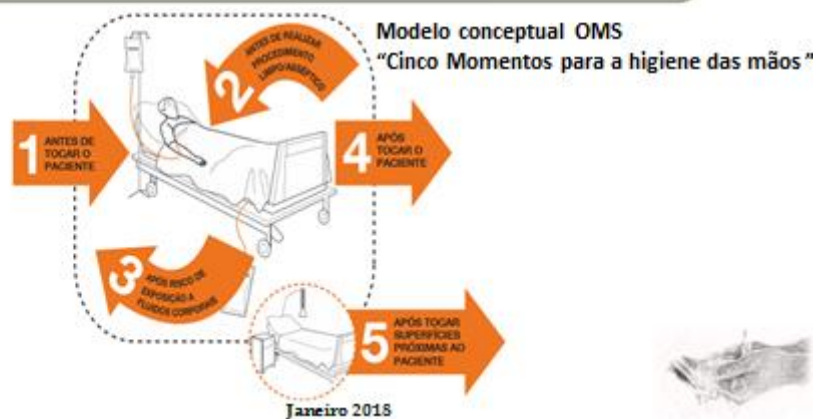 Modelo conceptual OMS
“Cinco Momentos para a higiene das mãos”
1
ANTES DE
TOCAR O
PACIENTE
2
ANTES DE REALIZAR
PROCEDIMENTO
LIMPO/ASSÉPTICO
3
APÓS RISCO DE
EXPOSIÇÃO A
FLUIDOS CORPORAIS
4
APÓS
TOCAR O
PACIENTE
5
APÓS TOCAR
SUPERFÍCIES
PRÓXIMAS AO
PACIENTE
Janeiro 2018